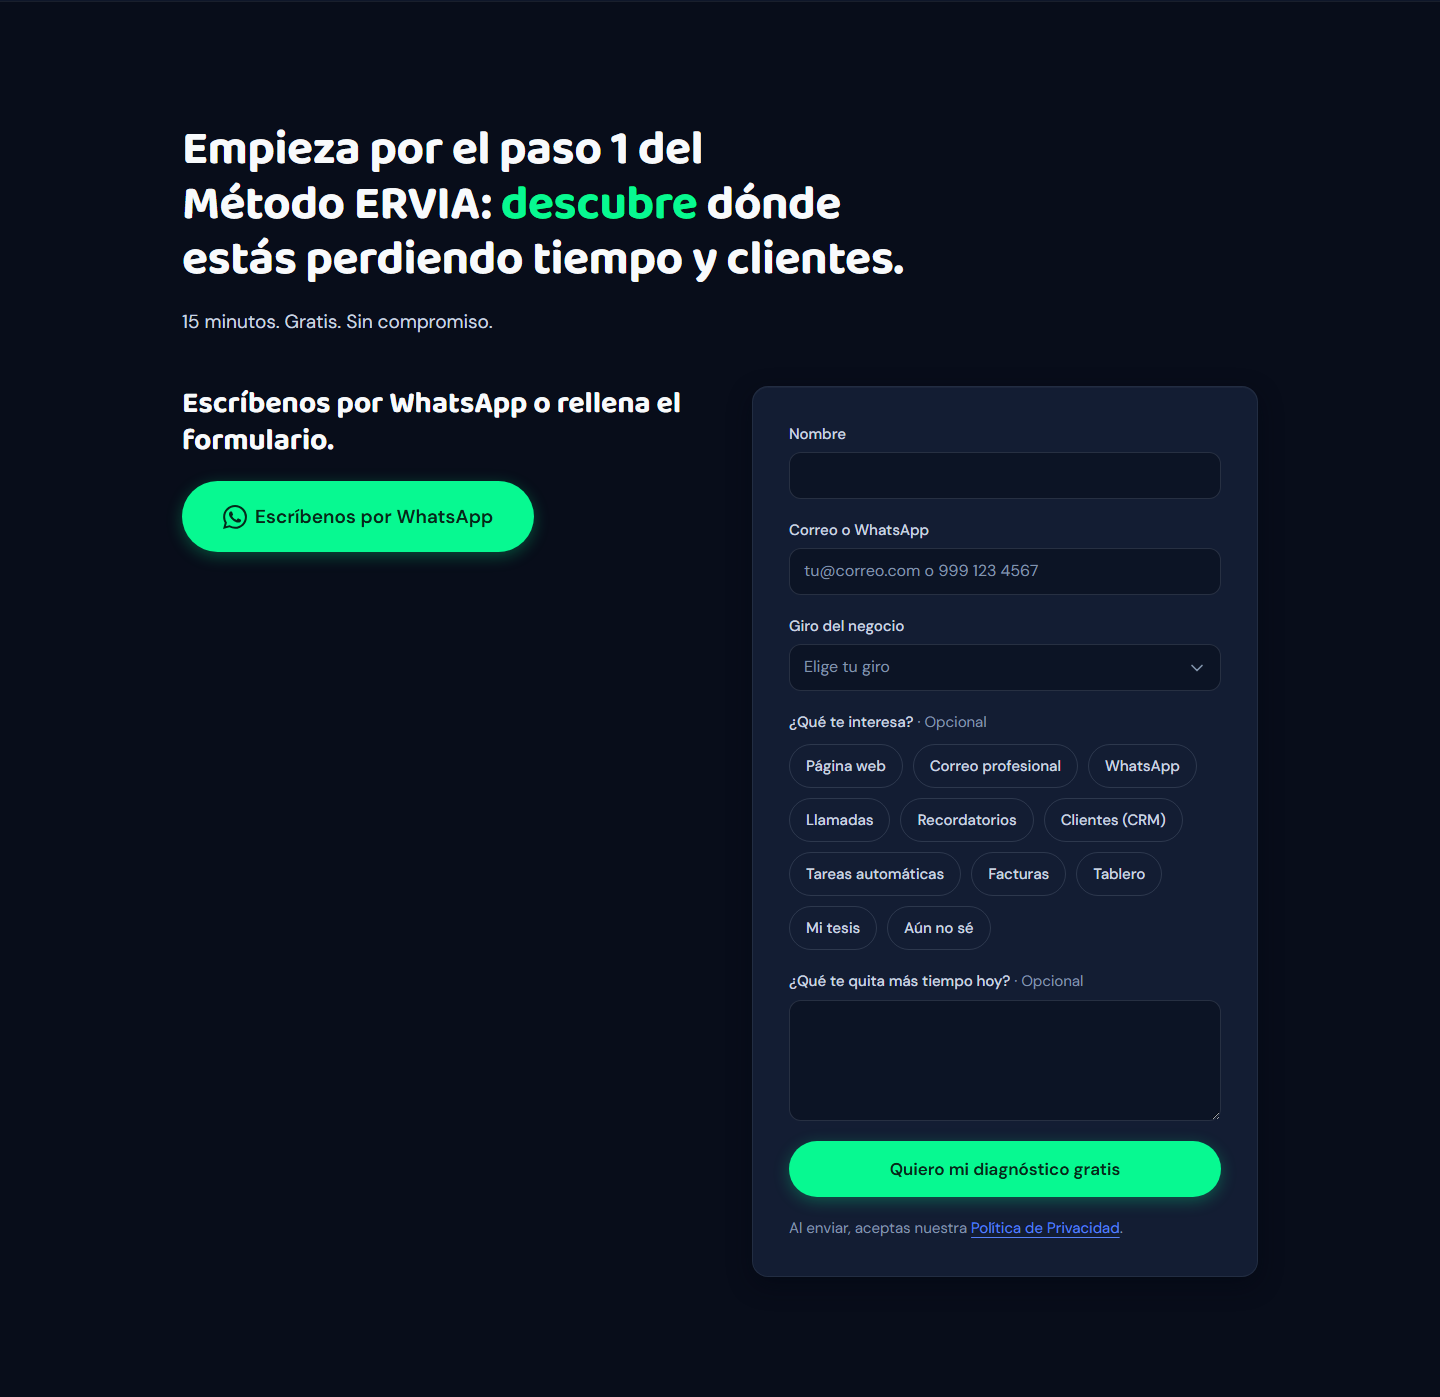 Empieza por el paso 1 del
Método ERVIA: descubre dónde
estás perdiendo tiempo y clientes.
15 minutos. Gratis. Sin compromiso.
Escríbenos por WhatsApp o rellena el
formulario.
Escríbenos por WhatsApp
Nombre
Correo o WhatsApp
tu@correo.com o 999 123 4567
Giro del negocio
Elige tu giro
¿Qué te interesa? · Opcional
Página web
Correo profesional
WhatsApp
Llamadas
Recordatorios
Clientes (CRM)
Tareas automáticas
Facturas
Tablero
Mi tesis
Aún no sé
¿Qué te quita más tiempo hoy? · Opcional
Quiero mi diagnóstico gratis
Al enviar, aceptas nuestra Política de Privacidad.